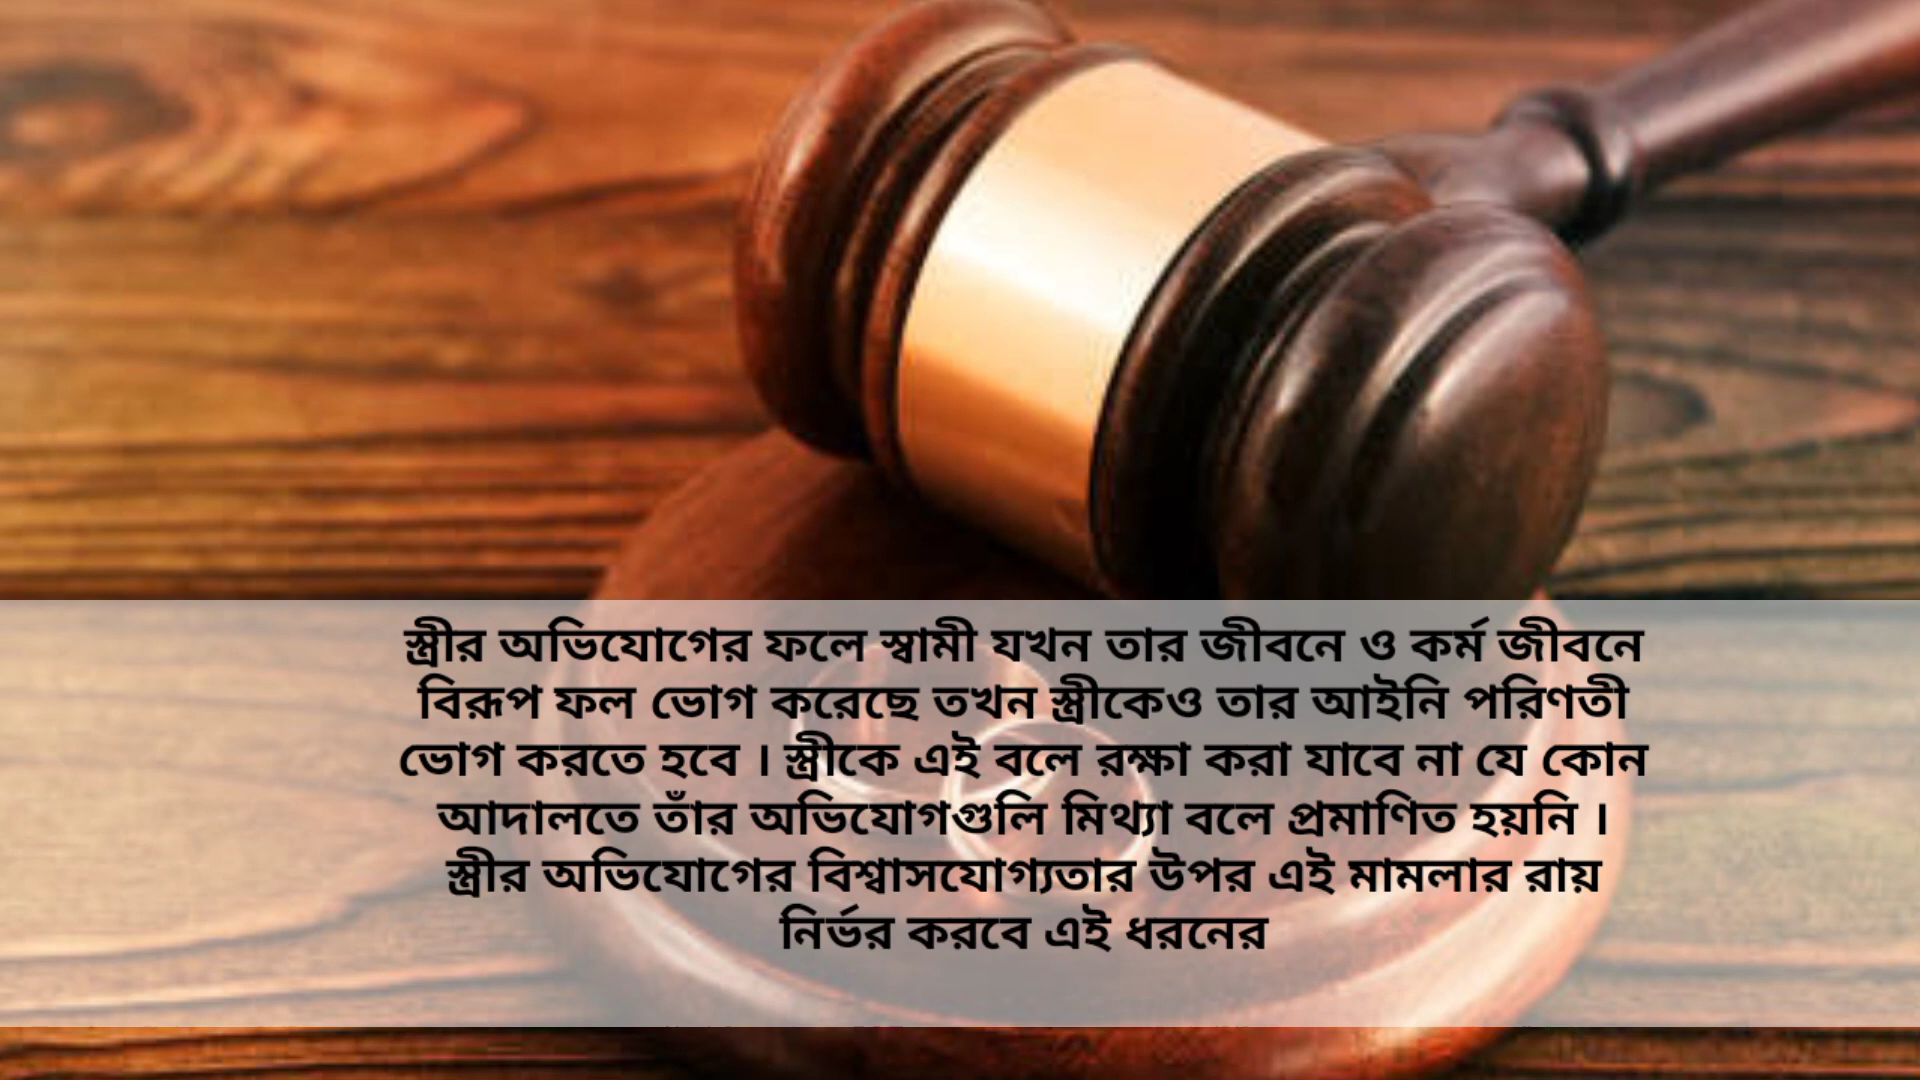 স্ত্রীর অভিযোগের ফলে স্বামী যখন তার জীবনে ও কর্ম জীবনে
বিরূপ ফল ভোগ করেছে তখন স্ত্রীকেও তার আইনি পরিণতী
ভোগ করতে হবে । স্ত্রীকে এই বলে রক্ষা করা যাবে না যে কোন
আদালতে তাঁর অভিযোগগুলি মিথ্যা বলে প্রমাণিত হয়নি ।
স্ত্রীর অভিযোগের বিশ্বাসযোগ্যতার উপর এই মামলার রায়
নির্ভর করবে এই ধরনের